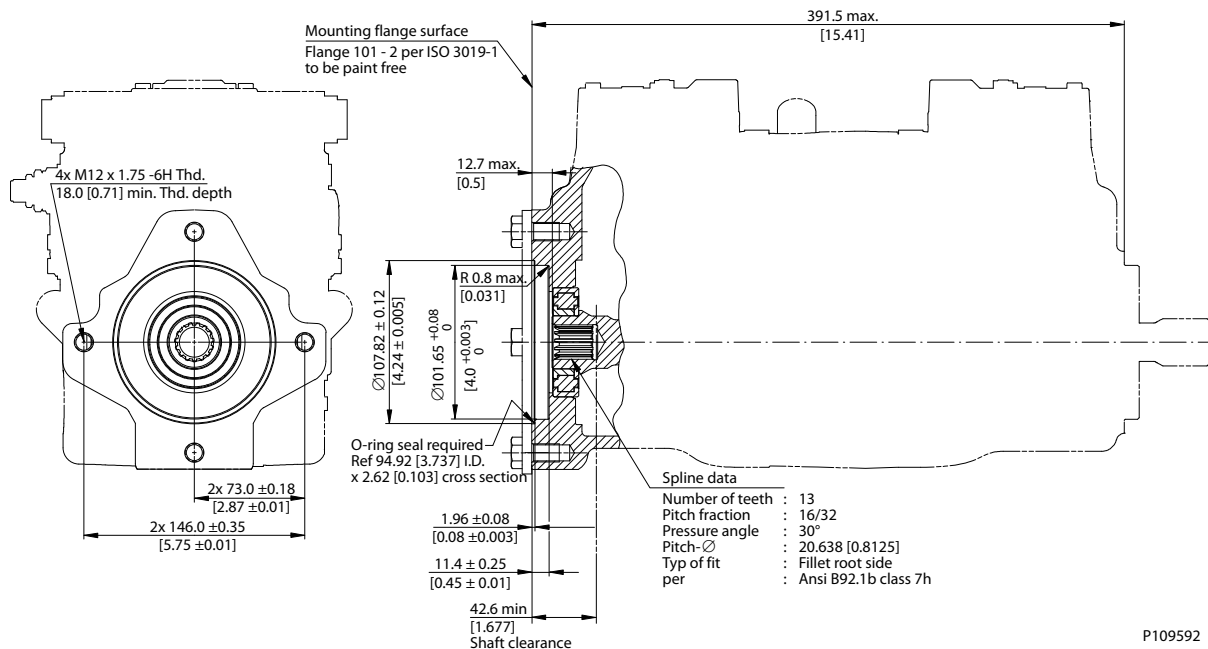 391.5 max.
[15.41]
Mounting flange surface
Flange 101 - 2 per ISO 3019-1
to be paint free
12.7 max.
[0.5]
4x M12 x 1.75 -6H Thd.
18.0 [0.71] min. Thd. depth
R 0.8 max.
[0.031]
∅107.82 ± 0.12
[4.24 ± 0.005]
∅101.65 +0.08 0
[4.0 +0.003 0]
O-ring seal required
Ref 94.92 [3.737] I.D.
x 2.62 [0.103] cross section
2x 73.0 ±0.18
[2.87 ±0.01]
2x 146.0 ±0.35
[5.75 ±0.01]
1.96 ±0.08
[0.08 ±0.003]
11.4 ± 0.25
[0.45 ± 0.01]
42.6 min
[1.677]
Shaft clearance
Spline data
Number of teeth : 13
Pitch fraction : 16/32
Pressure angle : 30°
Pitch-∅ : 20.638 [0.8125]
Typ of fit : Fillet root side
per : Ansi B92.1b class 7h
P109592